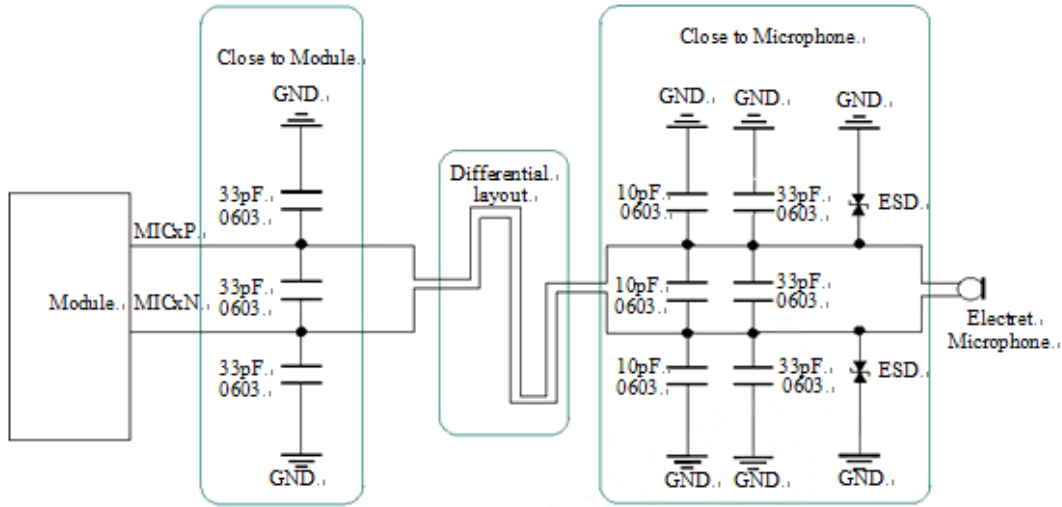 Close to Module.
GND.
33pF.
0603.
MICxP.
Module.
MICxN.
33pF.
0603.
33pF.
0603.
GND.
Differential.
layout.
Close to Microphone.
GND.
GND.
GND.
10pF.
0603.
33pF.
0603.
ESD.
10pF.
0603.
33pF.
0603.
10pF.
0603.
33pF.
0603.
ESD.
GND.
GND.
GND.
Electret.
Microphone.